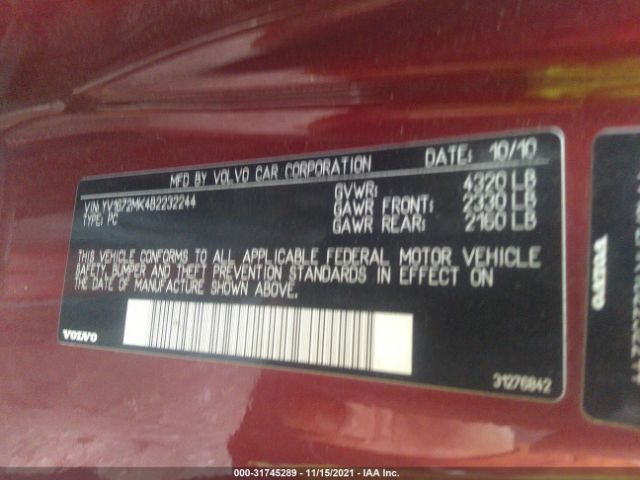 MFD BY VOLVO CAR CORPORATION DATE: 10/10
VIN: YV1672MK4B2232244
TYPE: PC
GVWR: 4320 LB
GAWR FRONT: 2330 LB
GAWR REAR: 2160 LB
THIS VEHICLE CONFORMS TO ALL APPLICABLE FEDERAL MOTOR VEHICLE
SAFETY, BUMPER AND THEFT PREVENTION STANDARDS IN EFFECT ON
THE DATE OF MANUFACTURE SHOWN ABOVE.
VOLVO
31276842
VOLVO
000-31745289 - 11/15/2021 - IAA Inc.